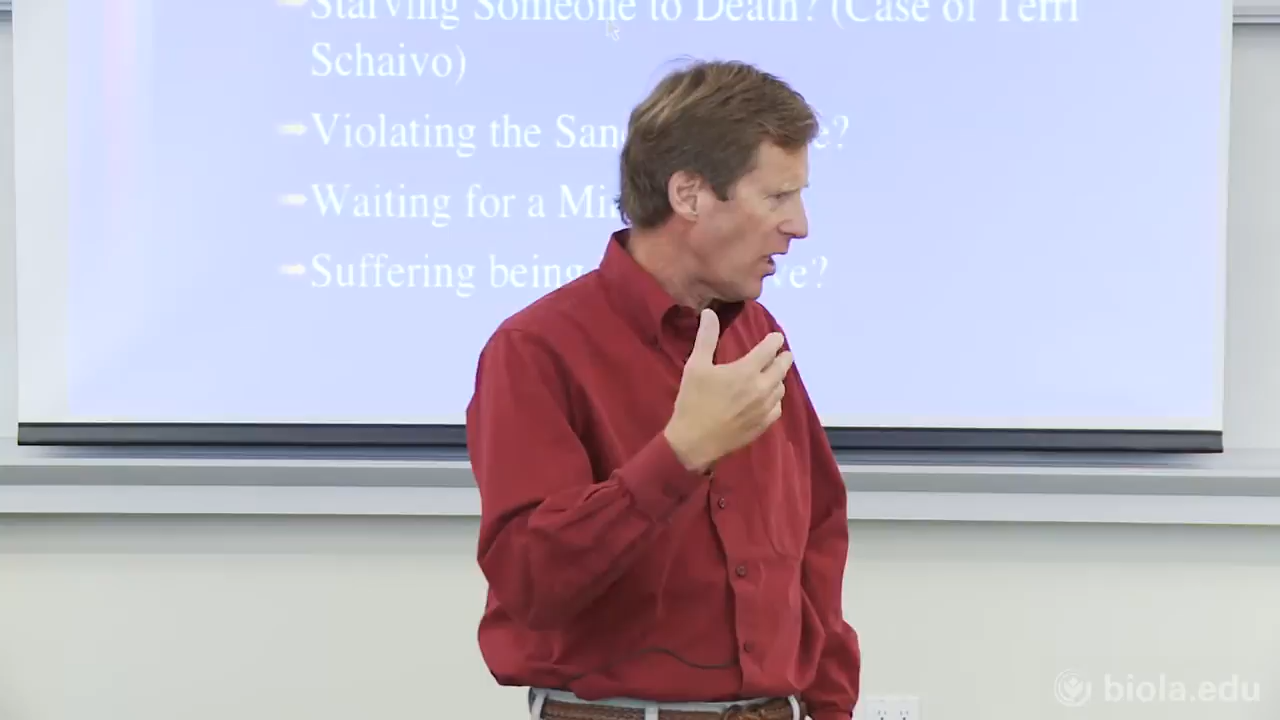 Starving Someone to Death? (Case of Terri
Schaivo)
Violating the
Waiting for a
Suffering being
biola.edu